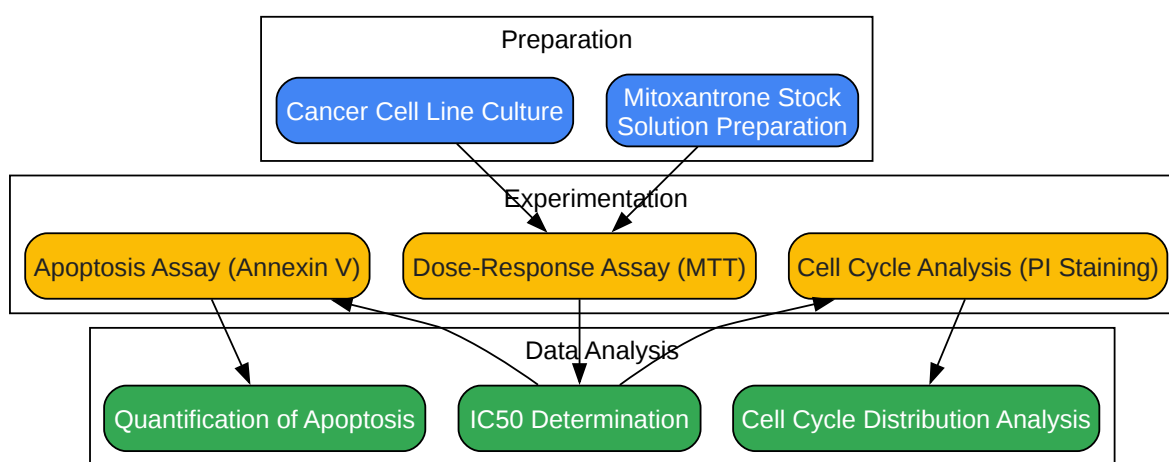 Preparation
Cancer Cell Line Culture
Mitoxantrone Stock
Solution Preparation
Experimentation
Apoptosis Assay (Annexin V)
Dose-Response Assay (MTT)
Cell Cycle Analysis (PI Staining)
Data Analysis
Quantification of Apoptosis
IC50 Determination
Cell Cycle Distribution Analysis